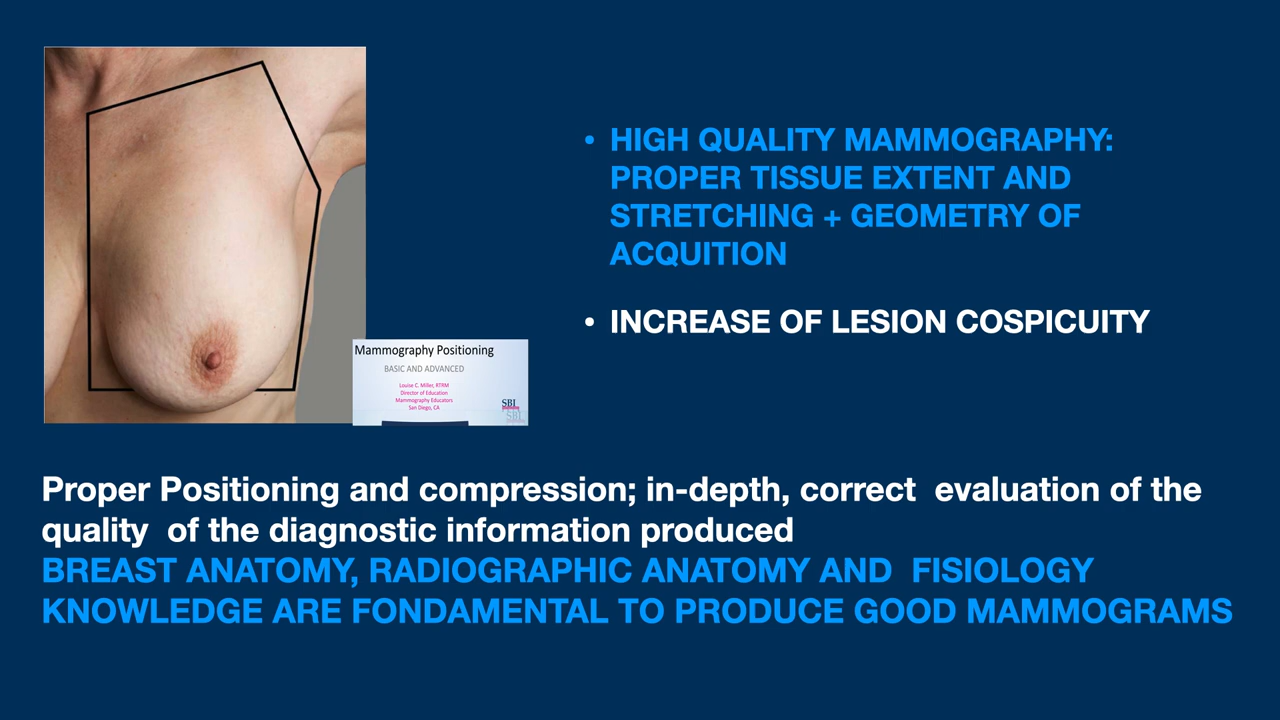 • HIGH QUALITY MAMMOGRAPHY:
PROPER TISSUE EXTENT AND
STRETCHING + GEOMETRY OF
ACQUITION
• INCREASE OF LESION COSPICUITY
Mammography Positioning
BASIC AND ADVANCED
Louise C. Miller, RTRM
Director of Education
Mammography Educators
San Diego, CA
SBI
SBI
Proper Positioning and compression; in-depth, correct  evaluation of the
quality  of the diagnostic information produced
BREAST ANATOMY, RADIOGRAPHIC ANATOMY AND  FISIOLOGY
KNOWLEDGE ARE FONDAMENTAL TO PRODUCE GOOD MAMMOGRAMS